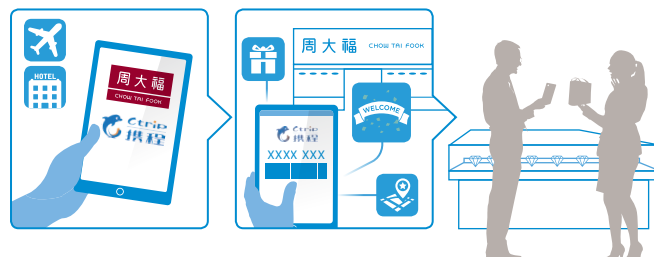 HOTEL
周大福
CHOW TAI FOOK
Ctrip
携程
周大福
CHOW TAI FOOK
WELCOME
Ctrip
携程
XXXX XXX